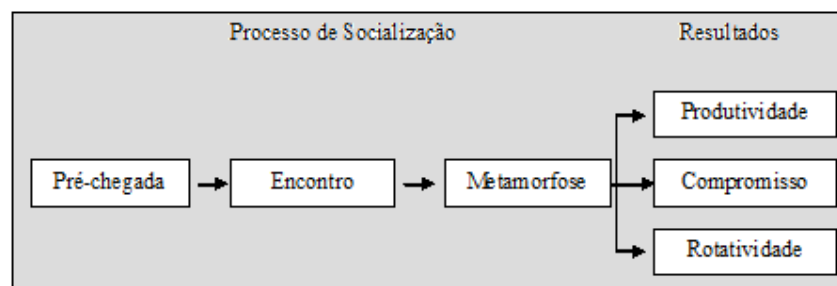 Processo de Socialização
Resultados
Produtividade
Pré-chegada
Encontro
Metamorfose
Compromisso
Rotatividade